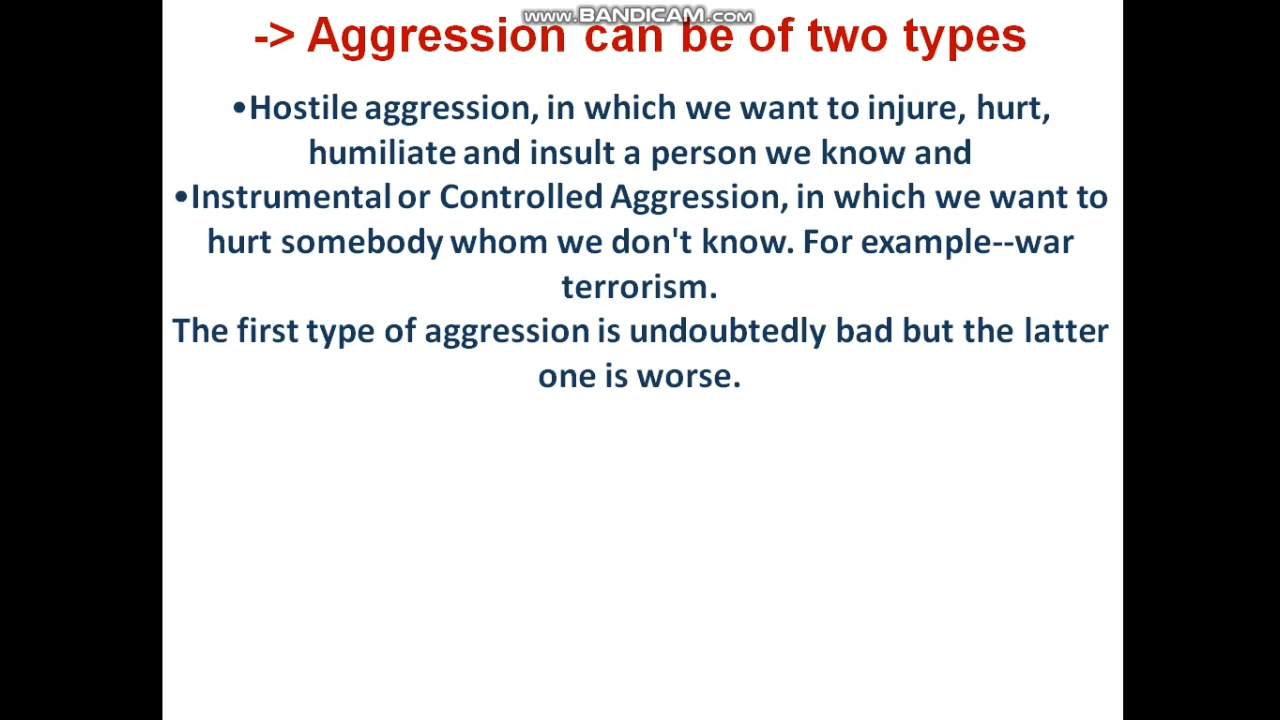 www.BANDICAM.com
-> Aggression can be of two types
•Hostile aggression, in which we want to injure, hurt,
humiliate and insult a person we know and
•Instrumental or Controlled Aggression, in which we want to
hurt somebody whom we don't know. For example--war
terrorism.
The first type of aggression is undoubtedly bad but the latter
one is worse.